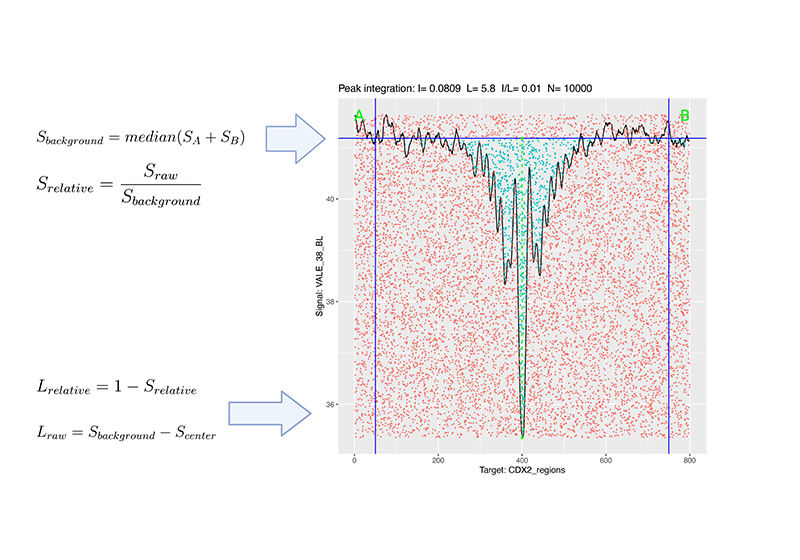 Peak integration: I= 0.0809 L= 5.8 I/L= 0.01 N= 10000
A
B
S_background = median(S_A + S_B)
S_relative = S_raw / S_background
40
38
36
Signal: VALE_38_BL
L_relative = 1 − S_relative
L_raw = S_background − S_center
0 200 400 600 800
Target: CDX2_regions